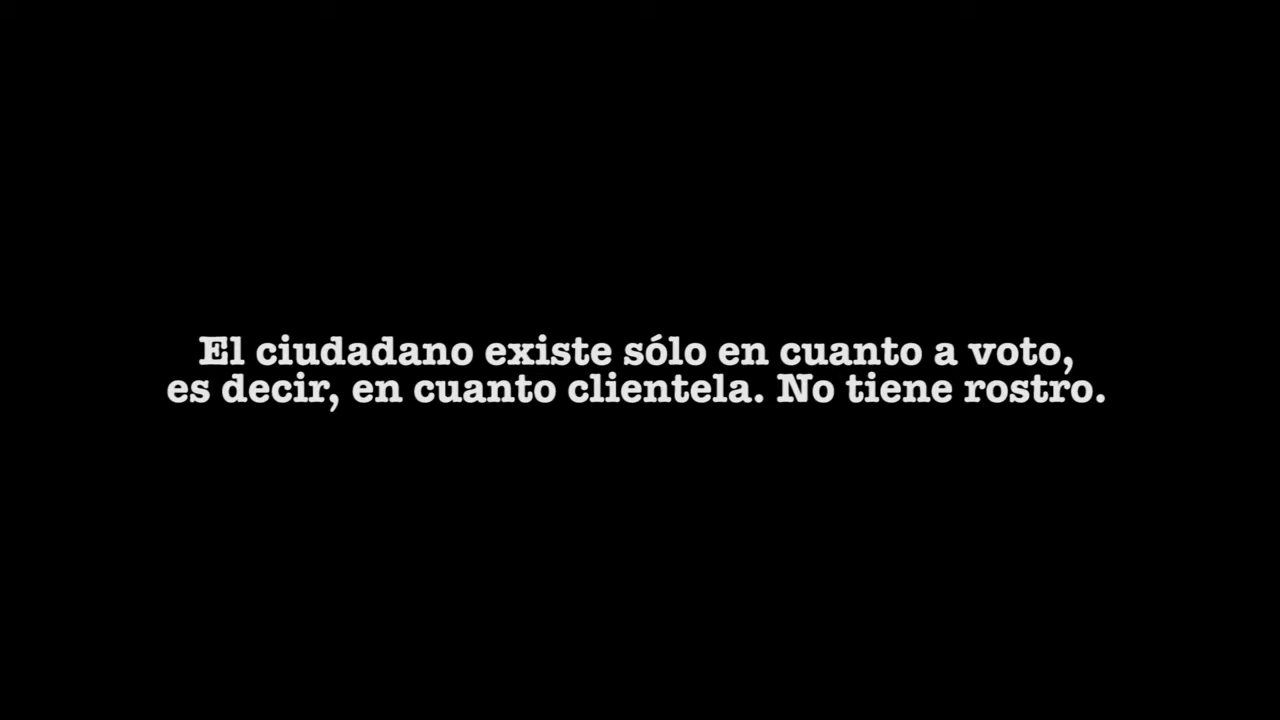 El ciudadano existe sólo en cuanto a voto,
es decir, en cuanto clientela. No tiene rostro.